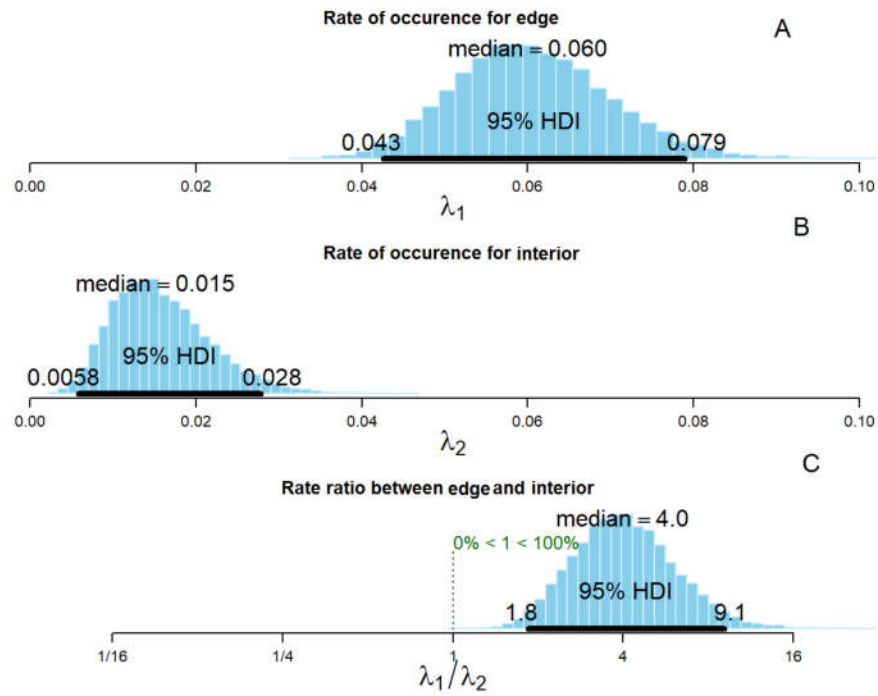 Rate of occurence for edge
A
median = 0.060
95% HDI
0.043
0.079
0.00 0.02 0.04 0.06 0.08 0.10
λ1
B
Rate of occurence for interior
median = 0.015
95% HDI
0.0058
0.028
0.00 0.02 0.04 0.06 0.08 0.10
λ2
C
Rate ratio between edge and interior
median = 4.0
0% < 1 < 100%
95% HDI
1.8
9.1
1/16 1/4 1 4 16
λ1/λ2